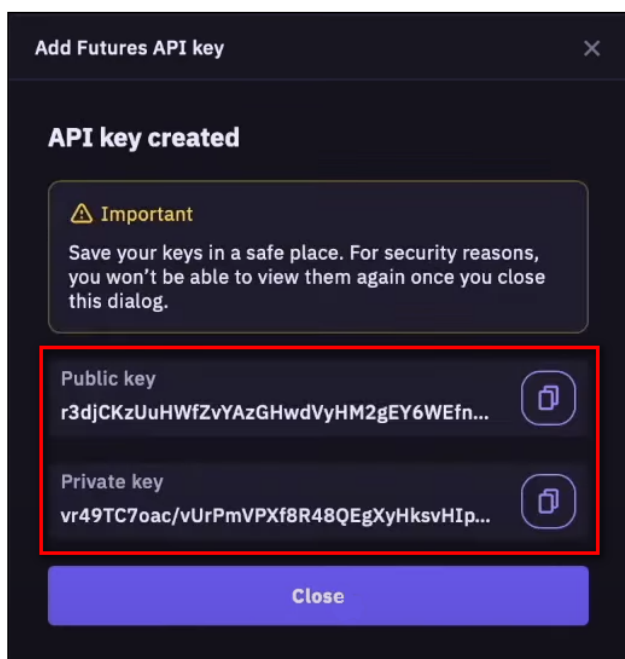 Add Futures API key
API key created
Important
Save your keys in a safe place. For security reasons,
you won't be able to view them again once you close
this dialog.
Public key
r3djCKzUuHWfZvYAzGHwdVyHM2gEY6WEfn...
Private key
vr49TC7oac/vUrPmVPXf8R48QEgXyHksvHIp...
Close